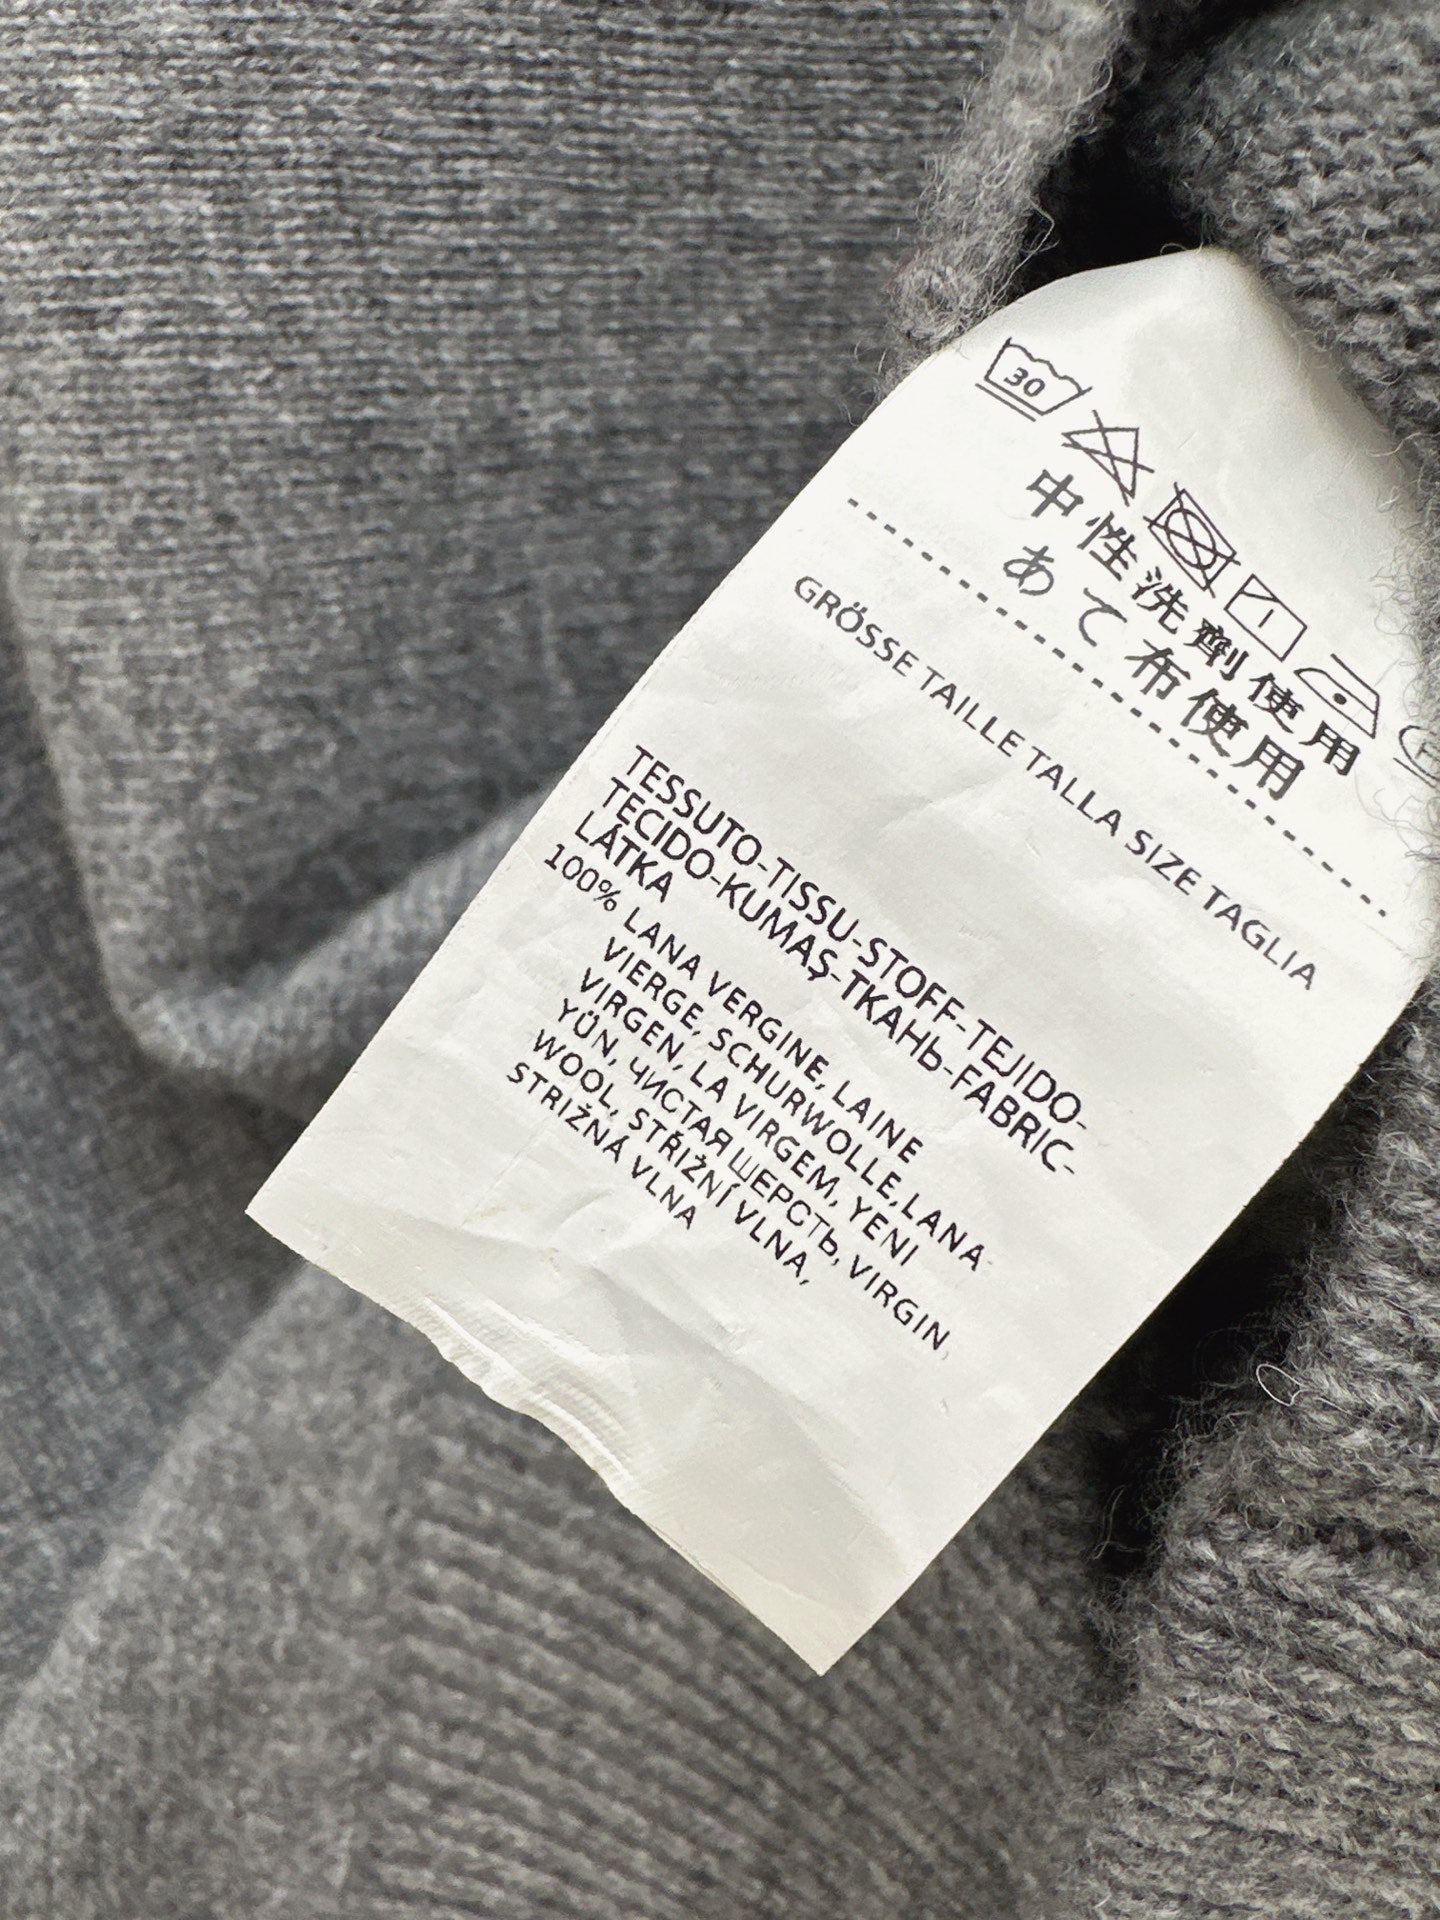 30
中性洗剤使用
あて布使用
GRÖSSE TAILLE TALLA SIZE TAGLIA
TESSUTO-TISSU-STOFF-TEJIDO-
TECIDO-KUMAŞ-ТКАНЬ-FABRIC-
LÁTKA
100% LANA VERGINE, LAINE
VIERGE, SCHURWOLLE, LANA
VIRGEN, LA VIRGEM, YENI
YÜN, ЧИСТАЯ ШЕРСТЬ, VIRGIN
WOOL, STŘIŽNÍ VLNA,
STRIŽNÁ VLNA